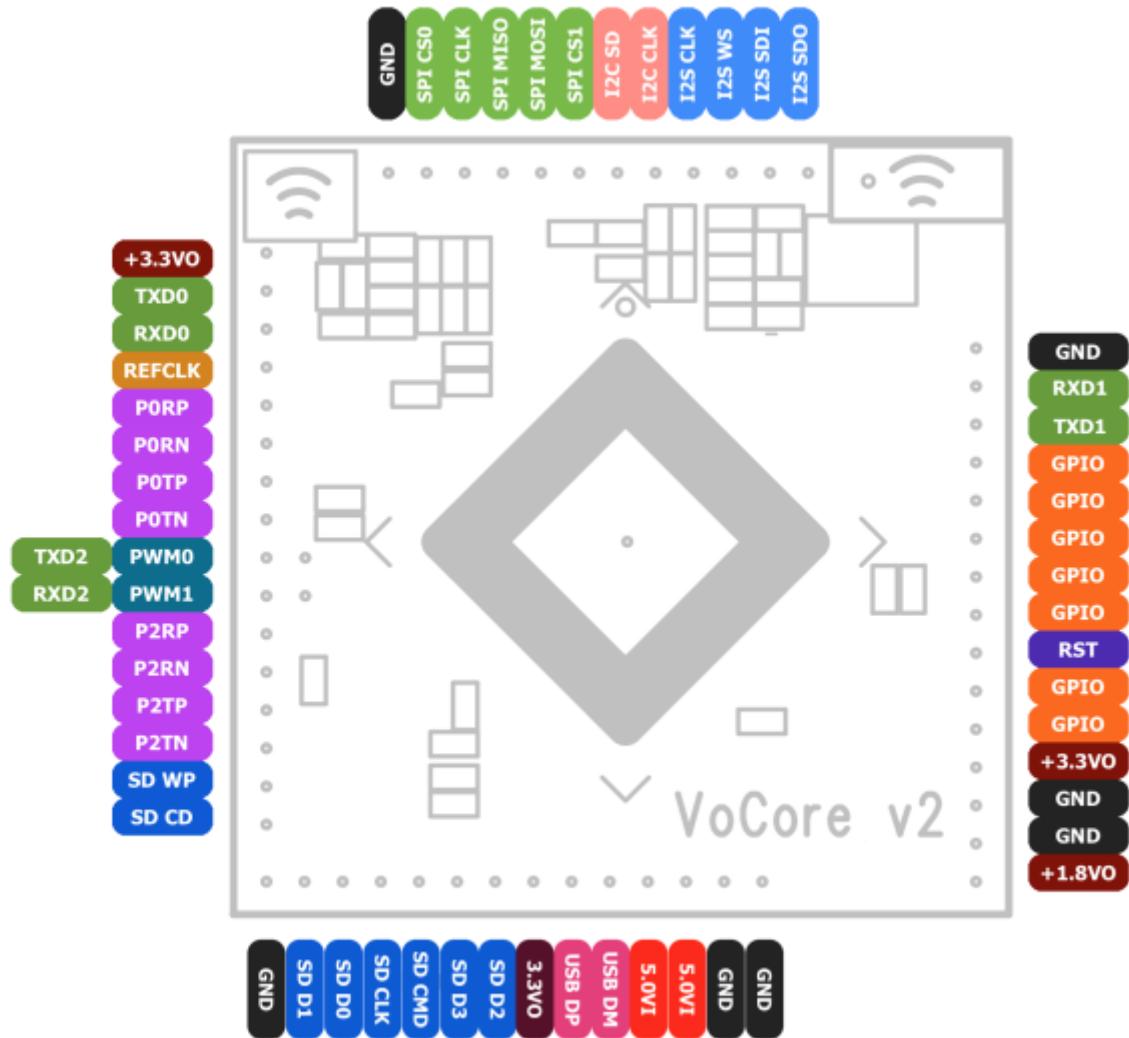 GND
SPI CS0
SPI CLK
SPI MISO
SPI MOSI
SPI CS1
I2C SD
I2C CLK
I2S CLK
I2S WS
I2S SDI
I2S SDO
+3.3VO
TXD0
RXD0
REFCLK
P0RP
P0RN
P0TP
P0TN
TXD2 PWM0
RXD2 PWM1
P2RP
P2RN
P2TP
P2TN
SD WP
SD CD
GND
RXD1
TXD1
GPIO
GPIO
GPIO
GPIO
GPIO
RST
GPIO
GPIO
+3.3VO
GND
GND
+1.8VO
VoCore v2
GND
SD D1
SD D0
SD CLK
SD CMD
SD D3
SD D2
3.3VO
USB DP
USB DM
5.0VI
5.0VI
GND
GND